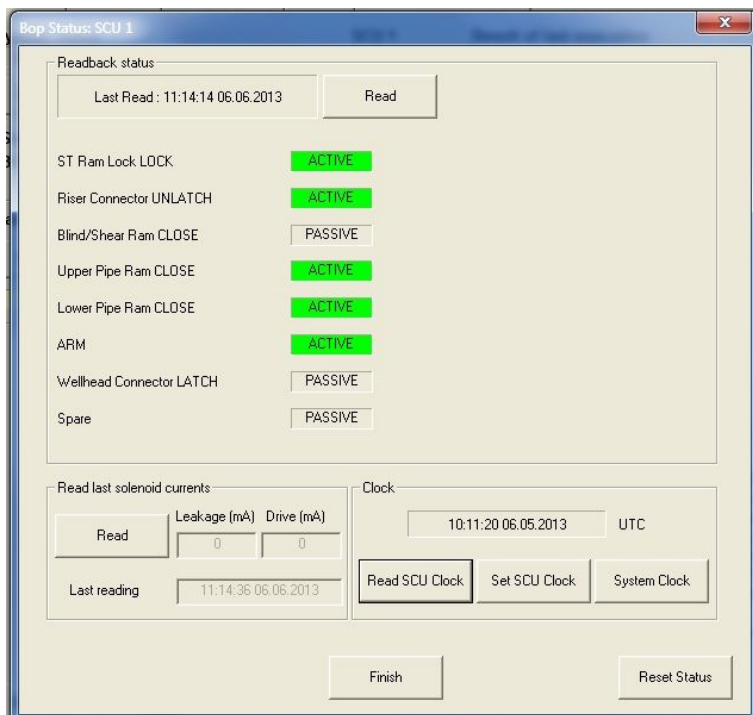 Bop Status: SCU 1
Readback status
Last Read : 11:14:14 06.06.2013 Read
ST Ram Lock LOCK ACTIVE
Riser Connector UNLATCH ACTIVE
Blind/Shear Ram CLOSE PASSIVE
Upper Pipe Ram CLOSE ACTIVE
Lower Pipe Ram CLOSE ACTIVE
ARM ACTIVE
Wellhead Connector LATCH PASSIVE
Spare PASSIVE
Read last solenoid currents
Leakage (mA) Drive (mA)
Read 0 0
Last reading 11:14:36 06.06.2013
Clock
10:11:20 06.05.2013 UTC
Read SCU Clock Set SCU Clock System Clock
Finish Reset Status